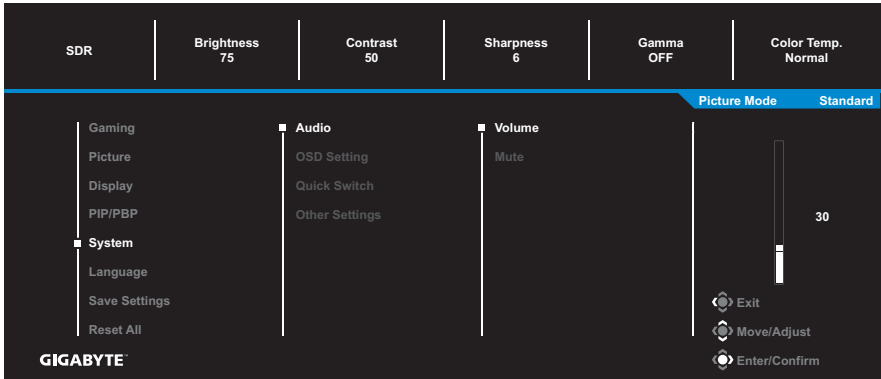 SDR
Brightness
75
Contrast
50
Sharpness
6
Gamma
OFF
Color Temp.
Normal
Picture Mode Standard
Gaming
Picture
Display
PIP/PBP
System
Language
Save Settings
Reset All
Audio
OSD Setting
Quick Switch
Other Settings
Volume
Mute
30
Exit
Move/Adjust
Enter/Confirm
GIGABYTE™